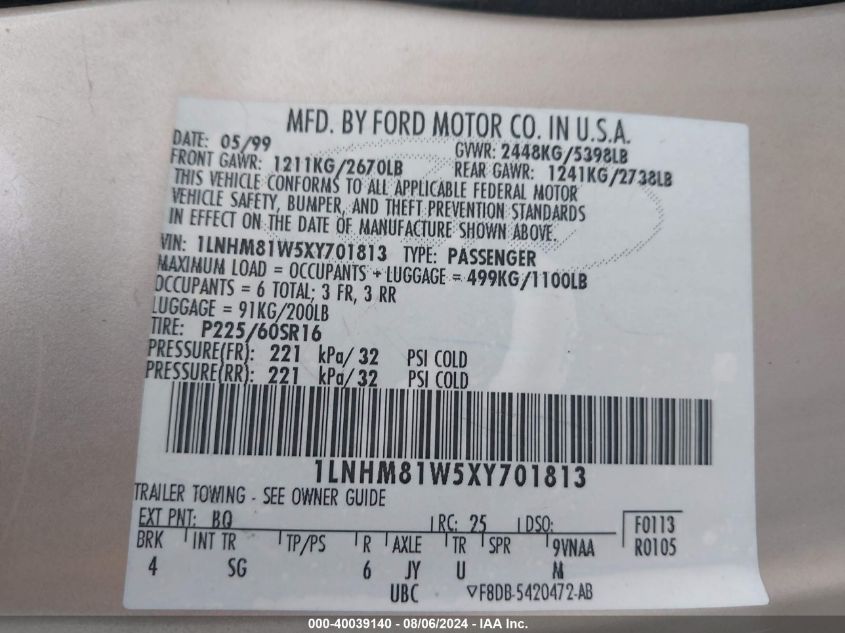 MFD. BY FORD MOTOR CO. IN U.S.A.
DATE: 05/99 GVWR: 2448KG/5398LB
FRONT GAWR: 1211KG/2670LB REAR GAWR: 1241KG/2738LB
THIS VEHICLE CONFORMS TO ALL APPLICABLE FEDERAL MOTOR
VEHICLE SAFETY, BUMPER, AND THEFT PREVENTION STANDARDS
IN EFFECT ON THE DATE OF MANUFACTURE SHOWN ABOVE.
VIN: 1LNHM81W5XY701813 TYPE: PASSENGER
MAXIMUM LOAD = OCCUPANTS + LUGGAGE = 499KG/1100LB
OCCUPANTS = 6 TOTAL; 3 FR, 3 RR
LUGGAGE = 91KG/200LB
TIRE: P225/60SR16
PRESSURE(FR): 221 kPa/ 32 PSI COLD
PRESSURE(RR): 221 kPa/ 32 PSI COLD
1LNHM81W5XY701813
TRAILER TOWING - SEE OWNER GUIDE
EXT PNT: BQ RC: 25 DSO: F0113
BRK INT TR TP/PS R AXLE TR SPR 9VNAA R0105
4 SG 6 JY U M
UBC ▽F8DB-5420472-AB
000-40039140 - 08/06/2024 - IAA Inc.